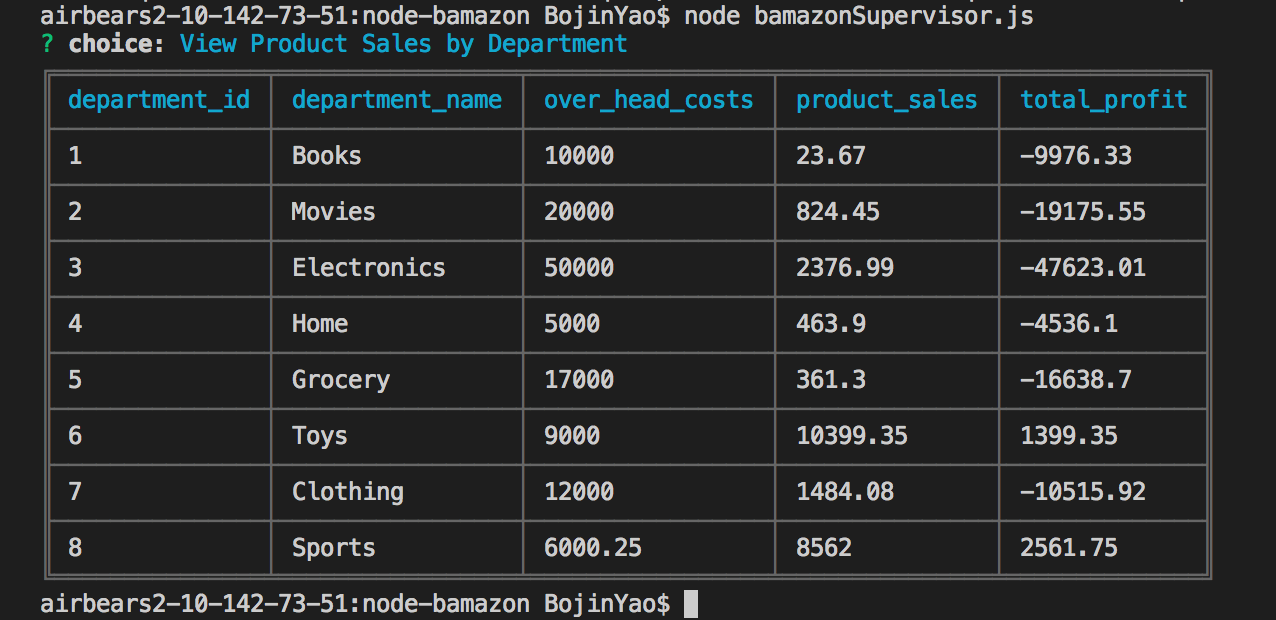 airbears2-10-142-73-51:node-bamazon BojinYao$ node bamazonSupervisor.js
? choice: View Product Sales by Department
department_id department_name over_head_costs product_sales total_profit
1 Books 10000 23.67 -9976.33
2 Movies 20000 824.45 -19175.55
3 Electronics 50000 2376.99 -47623.01
4 Home 5000 463.9 -4536.1
5 Grocery 17000 361.3 -16638.7
6 Toys 9000 10399.35 1399.35
7 Clothing 12000 1484.08 -10515.92
8 Sports 6000.25 8562 2561.75
airbears2-10-142-73-51:node-bamazon BojinYao$